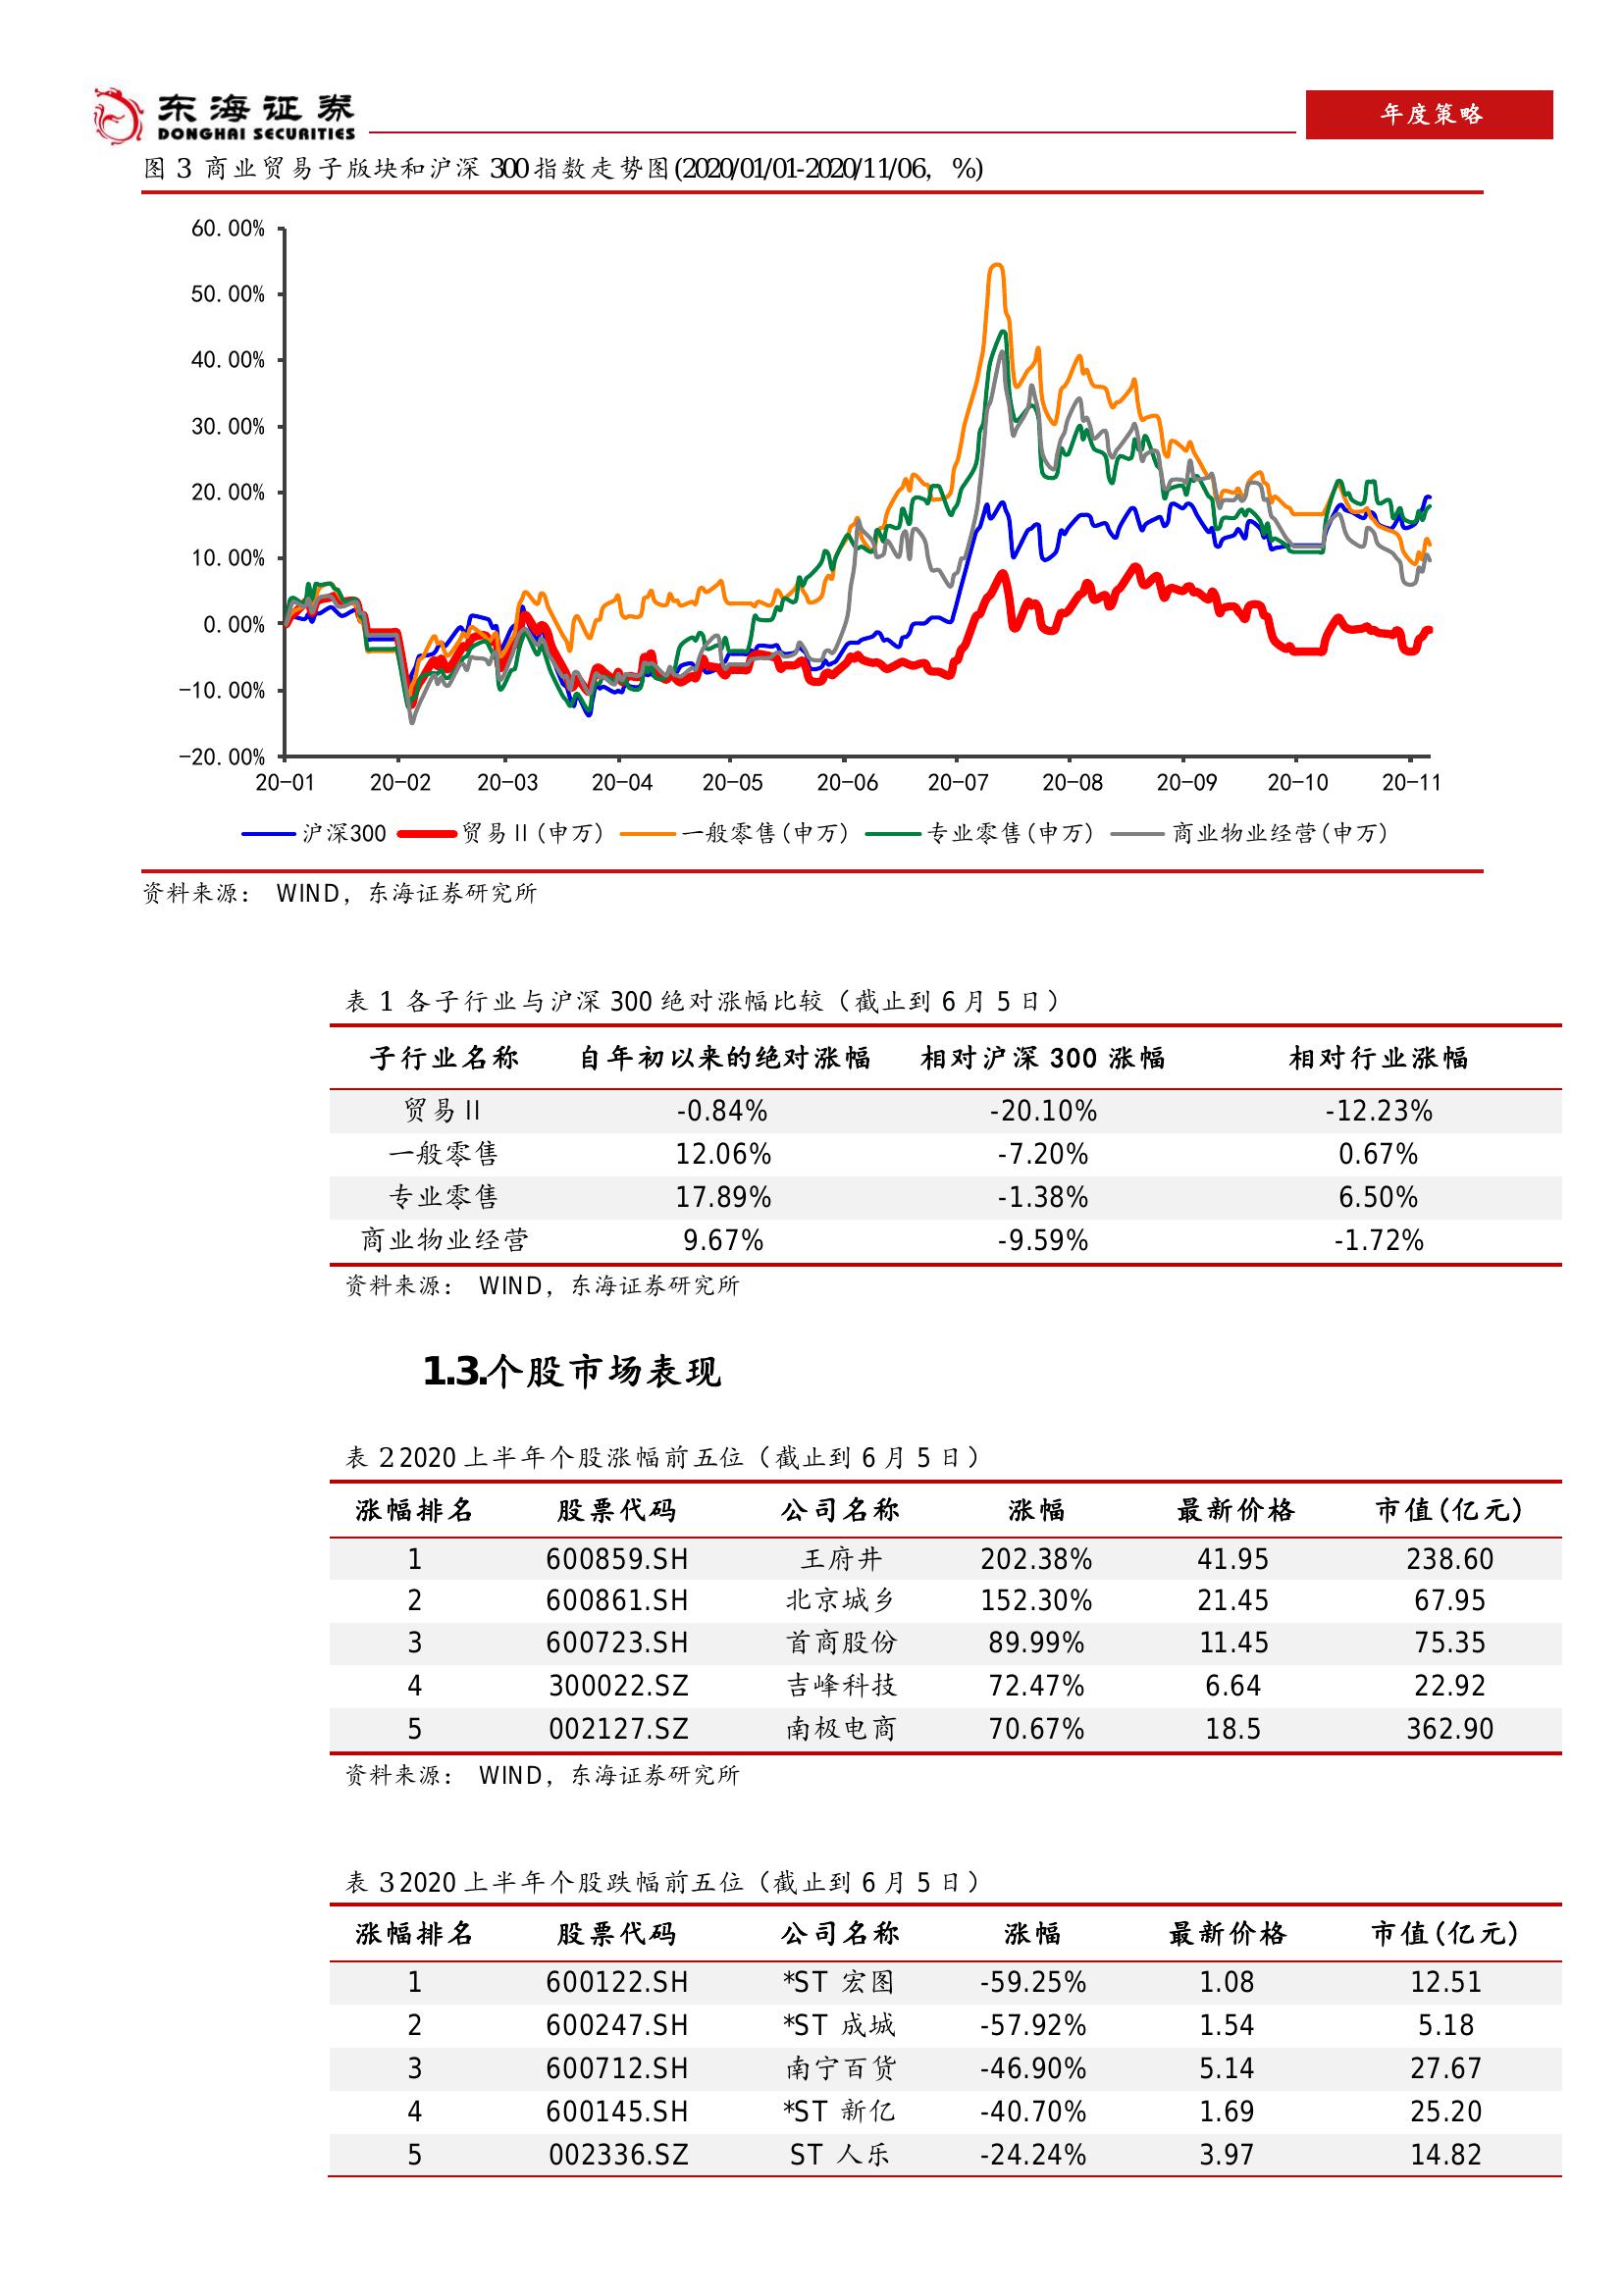 东海证券
DONGHAI SECURITIES
年度策略
图 3 商业贸易子版块和沪深 300 指数走势图(2020/01/01-2020/11/06, %)
60.00%
50.00%
40.00%
30.00%
20.00%
10.00%
0.00%
-10.00%
-20.00%
20-01 20-02 20-03 20-04 20-05 20-06 20-07 20-08 20-09 20-10 20-11
沪深300 贸易Ⅱ(申万) 一般零售(申万) 专业零售(申万) 商业物业经营(申万)
资料来源: WIND，东海证券研究所
表 1 各子行业与沪深 300 绝对涨幅比较（截止到 6 月 5 日）
子行业名称 自年初以来的绝对涨幅 相对沪深 300 涨幅 相对行业涨幅
贸易Ⅱ -0.84% -20.10% -12.23%
一般零售 12.06% -7.20% 0.67%
专业零售 17.89% -1.38% 6.50%
商业物业经营 9.67% -9.59% -1.72%
资料来源: WIND，东海证券研究所
1.3.个股市场表现
表 2 2020 上半年个股涨幅前五位（截止到 6 月 5 日）
涨幅排名 股票代码 公司名称 涨幅 最新价格 市值(亿元)
1 600859.SH 王府井 202.38% 41.95 238.60
2 600861.SH 北京城乡 152.30% 21.45 67.95
3 600723.SH 首商股份 89.99% 11.45 75.35
4 300022.SZ 吉峰科技 72.47% 6.64 22.92
5 002127.SZ 南极电商 70.67% 18.5 362.90
资料来源: WIND，东海证券研究所
表 3 2020 上半年个股跌幅前五位（截止到 6 月 5 日）
涨幅排名 股票代码 公司名称 涨幅 最新价格 市值(亿元)
1 600122.SH *ST 宏图 -59.25% 1.08 12.51
2 600247.SH *ST 成城 -57.92% 1.54 5.18
3 600712.SH 南宁百货 -46.90% 5.14 27.67
4 600145.SH *ST 新亿 -40.70% 1.69 25.20
5 002336.SZ ST 人乐 -24.24% 3.97 14.82